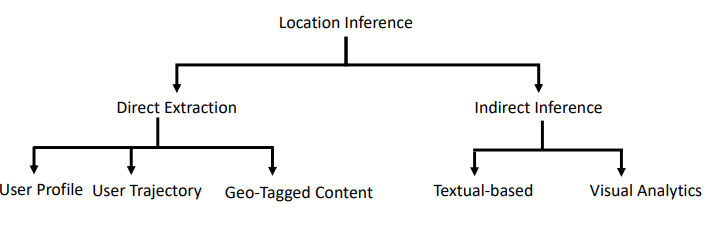 Location Inference
Direct Extraction
Indirect Inference
User Profile
User Trajectory
Geo-Tagged Content
Textual-based
Visual Analytics